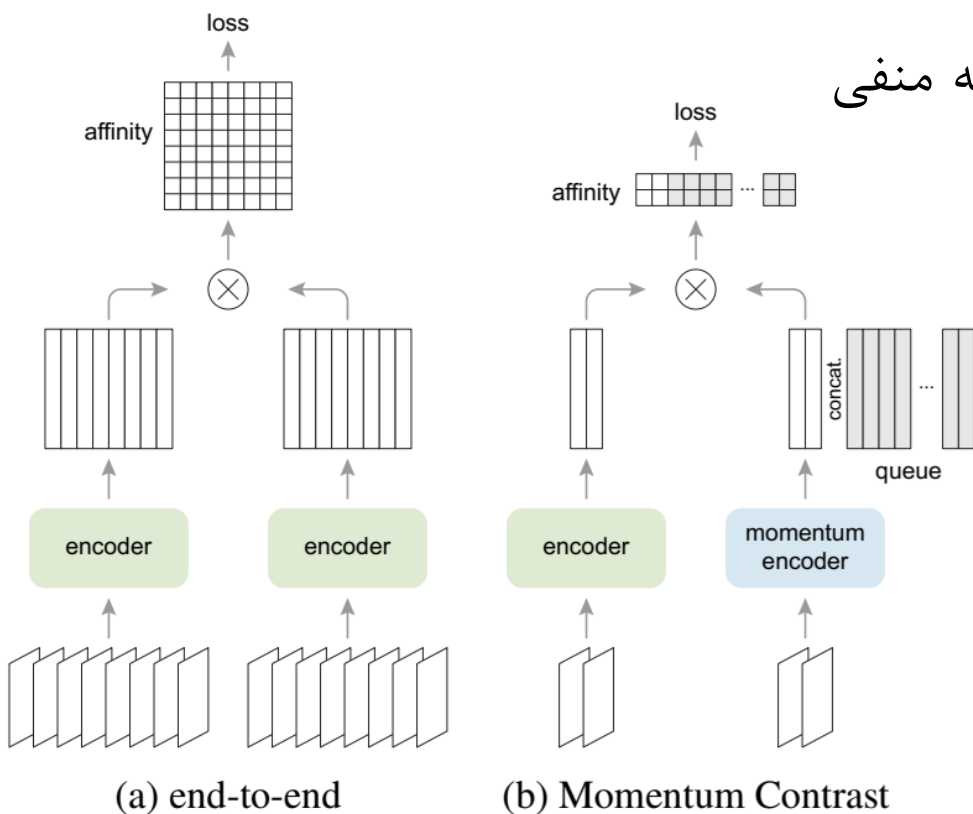 loss
affinity
encoder
encoder
(a) end-to-end
ه منفی
loss
affinity
...
concat.
...
queue
encoder
momentum
encoder
(b) Momentum Contrast